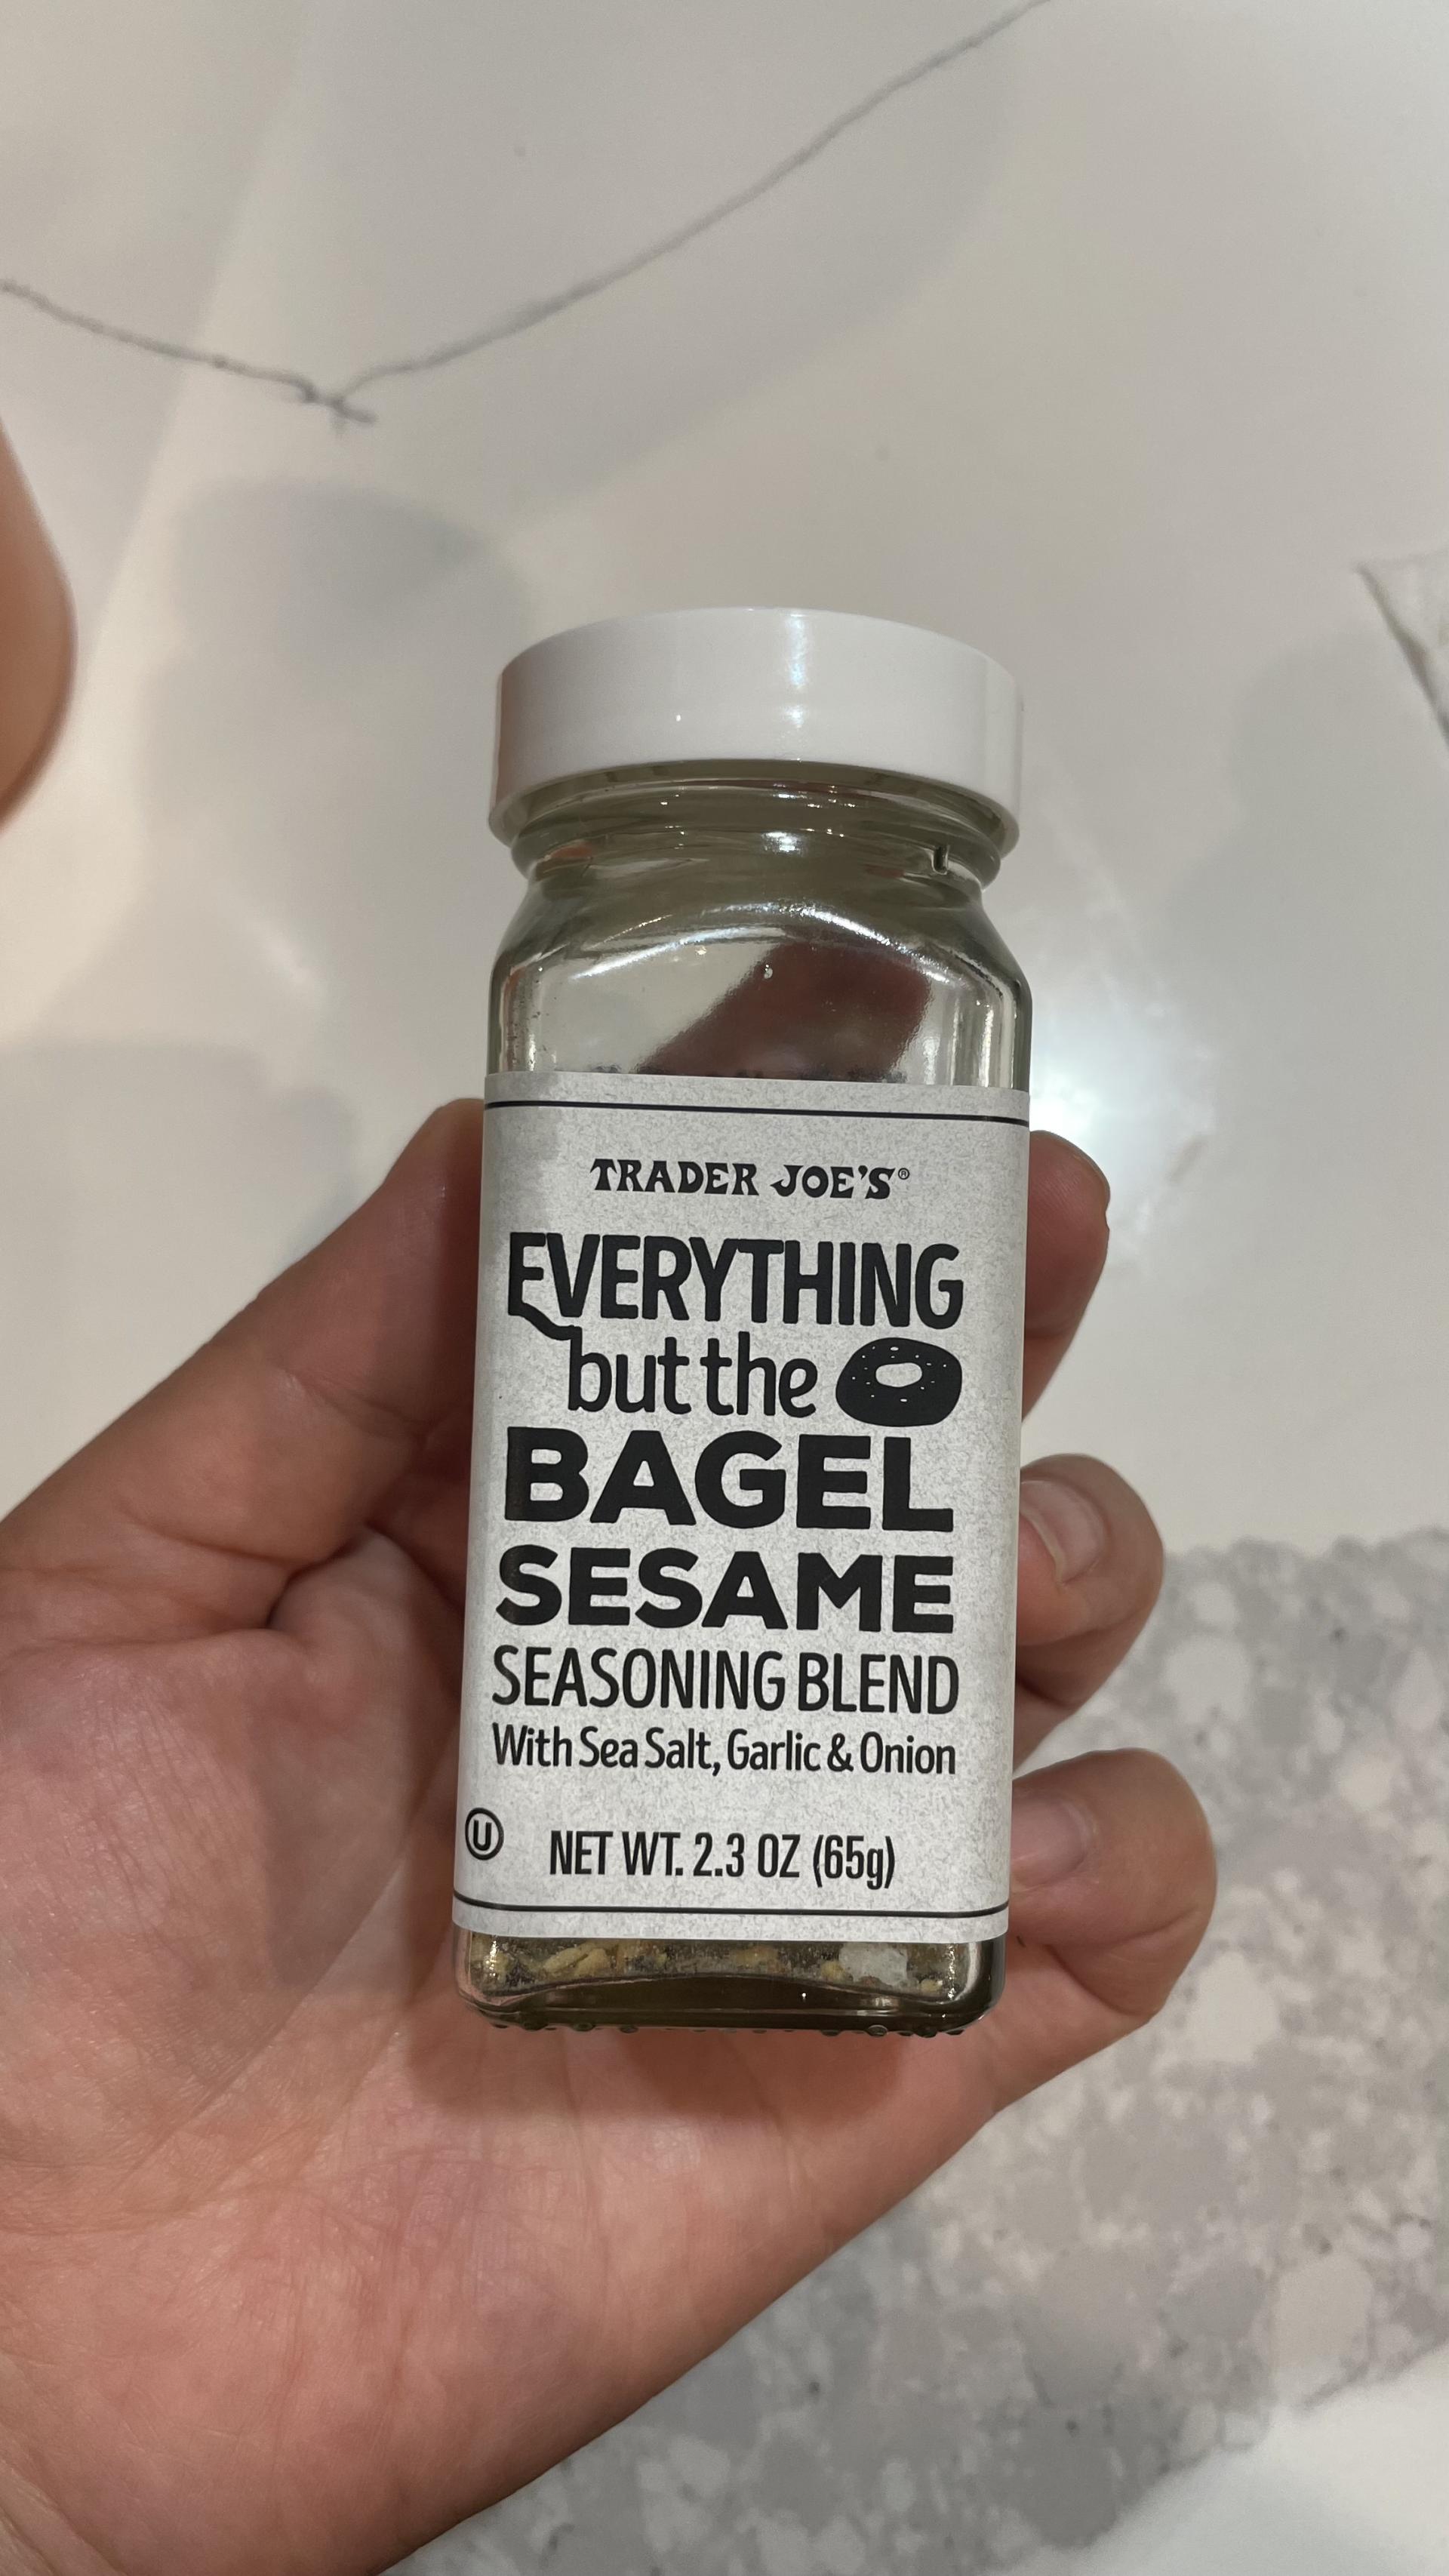 TRADER JOE'S®
EVERYTHING
but the
BAGEL
SESAME
SEASONING BLEND
With Sea Salt, Garlic & Onion
U
NET WT. 2.3 OZ (65g)